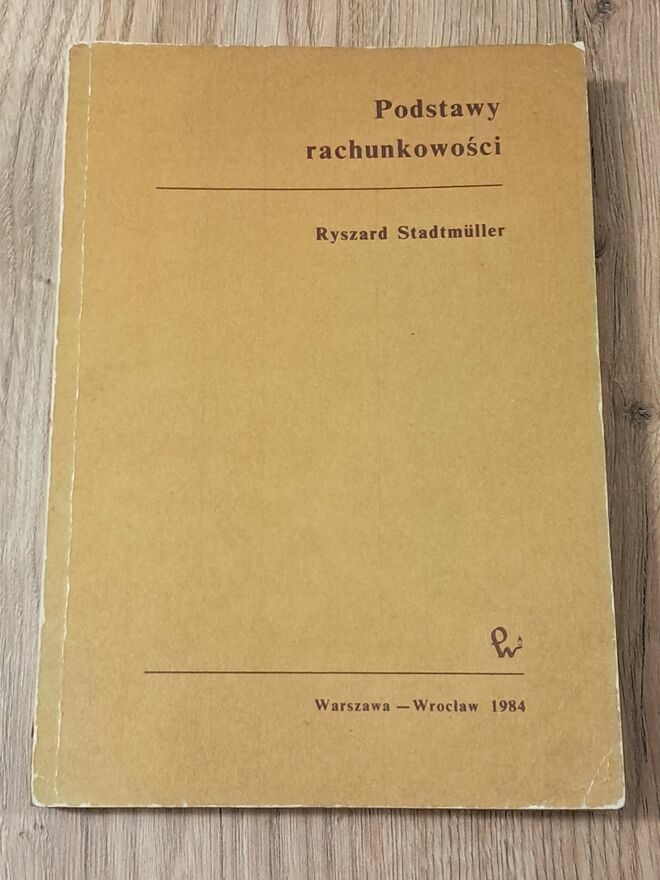 Podstawy
rachunkowości
Ryszard Stadtmüller
Warszawa — Wrocław 1984